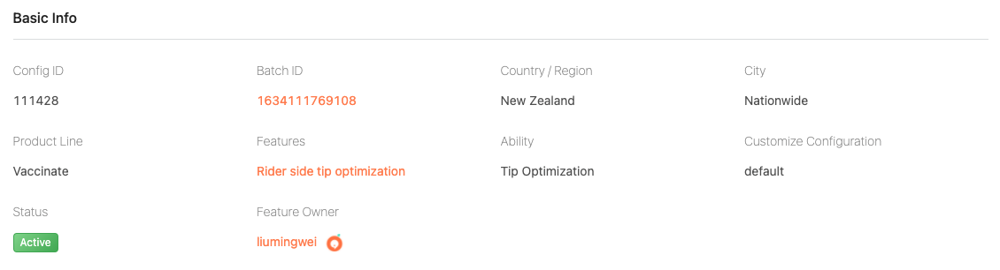 Basic Info
Config ID
Batch ID
Country / Region
City
111428
1634111769108
New Zealand
Nationwide
Product Line
Features
Ability
Customize Configuration
Vaccinate
Rider side tip optimization
Tip Optimization
default
Status
Feature Owner
Active
liumingwei